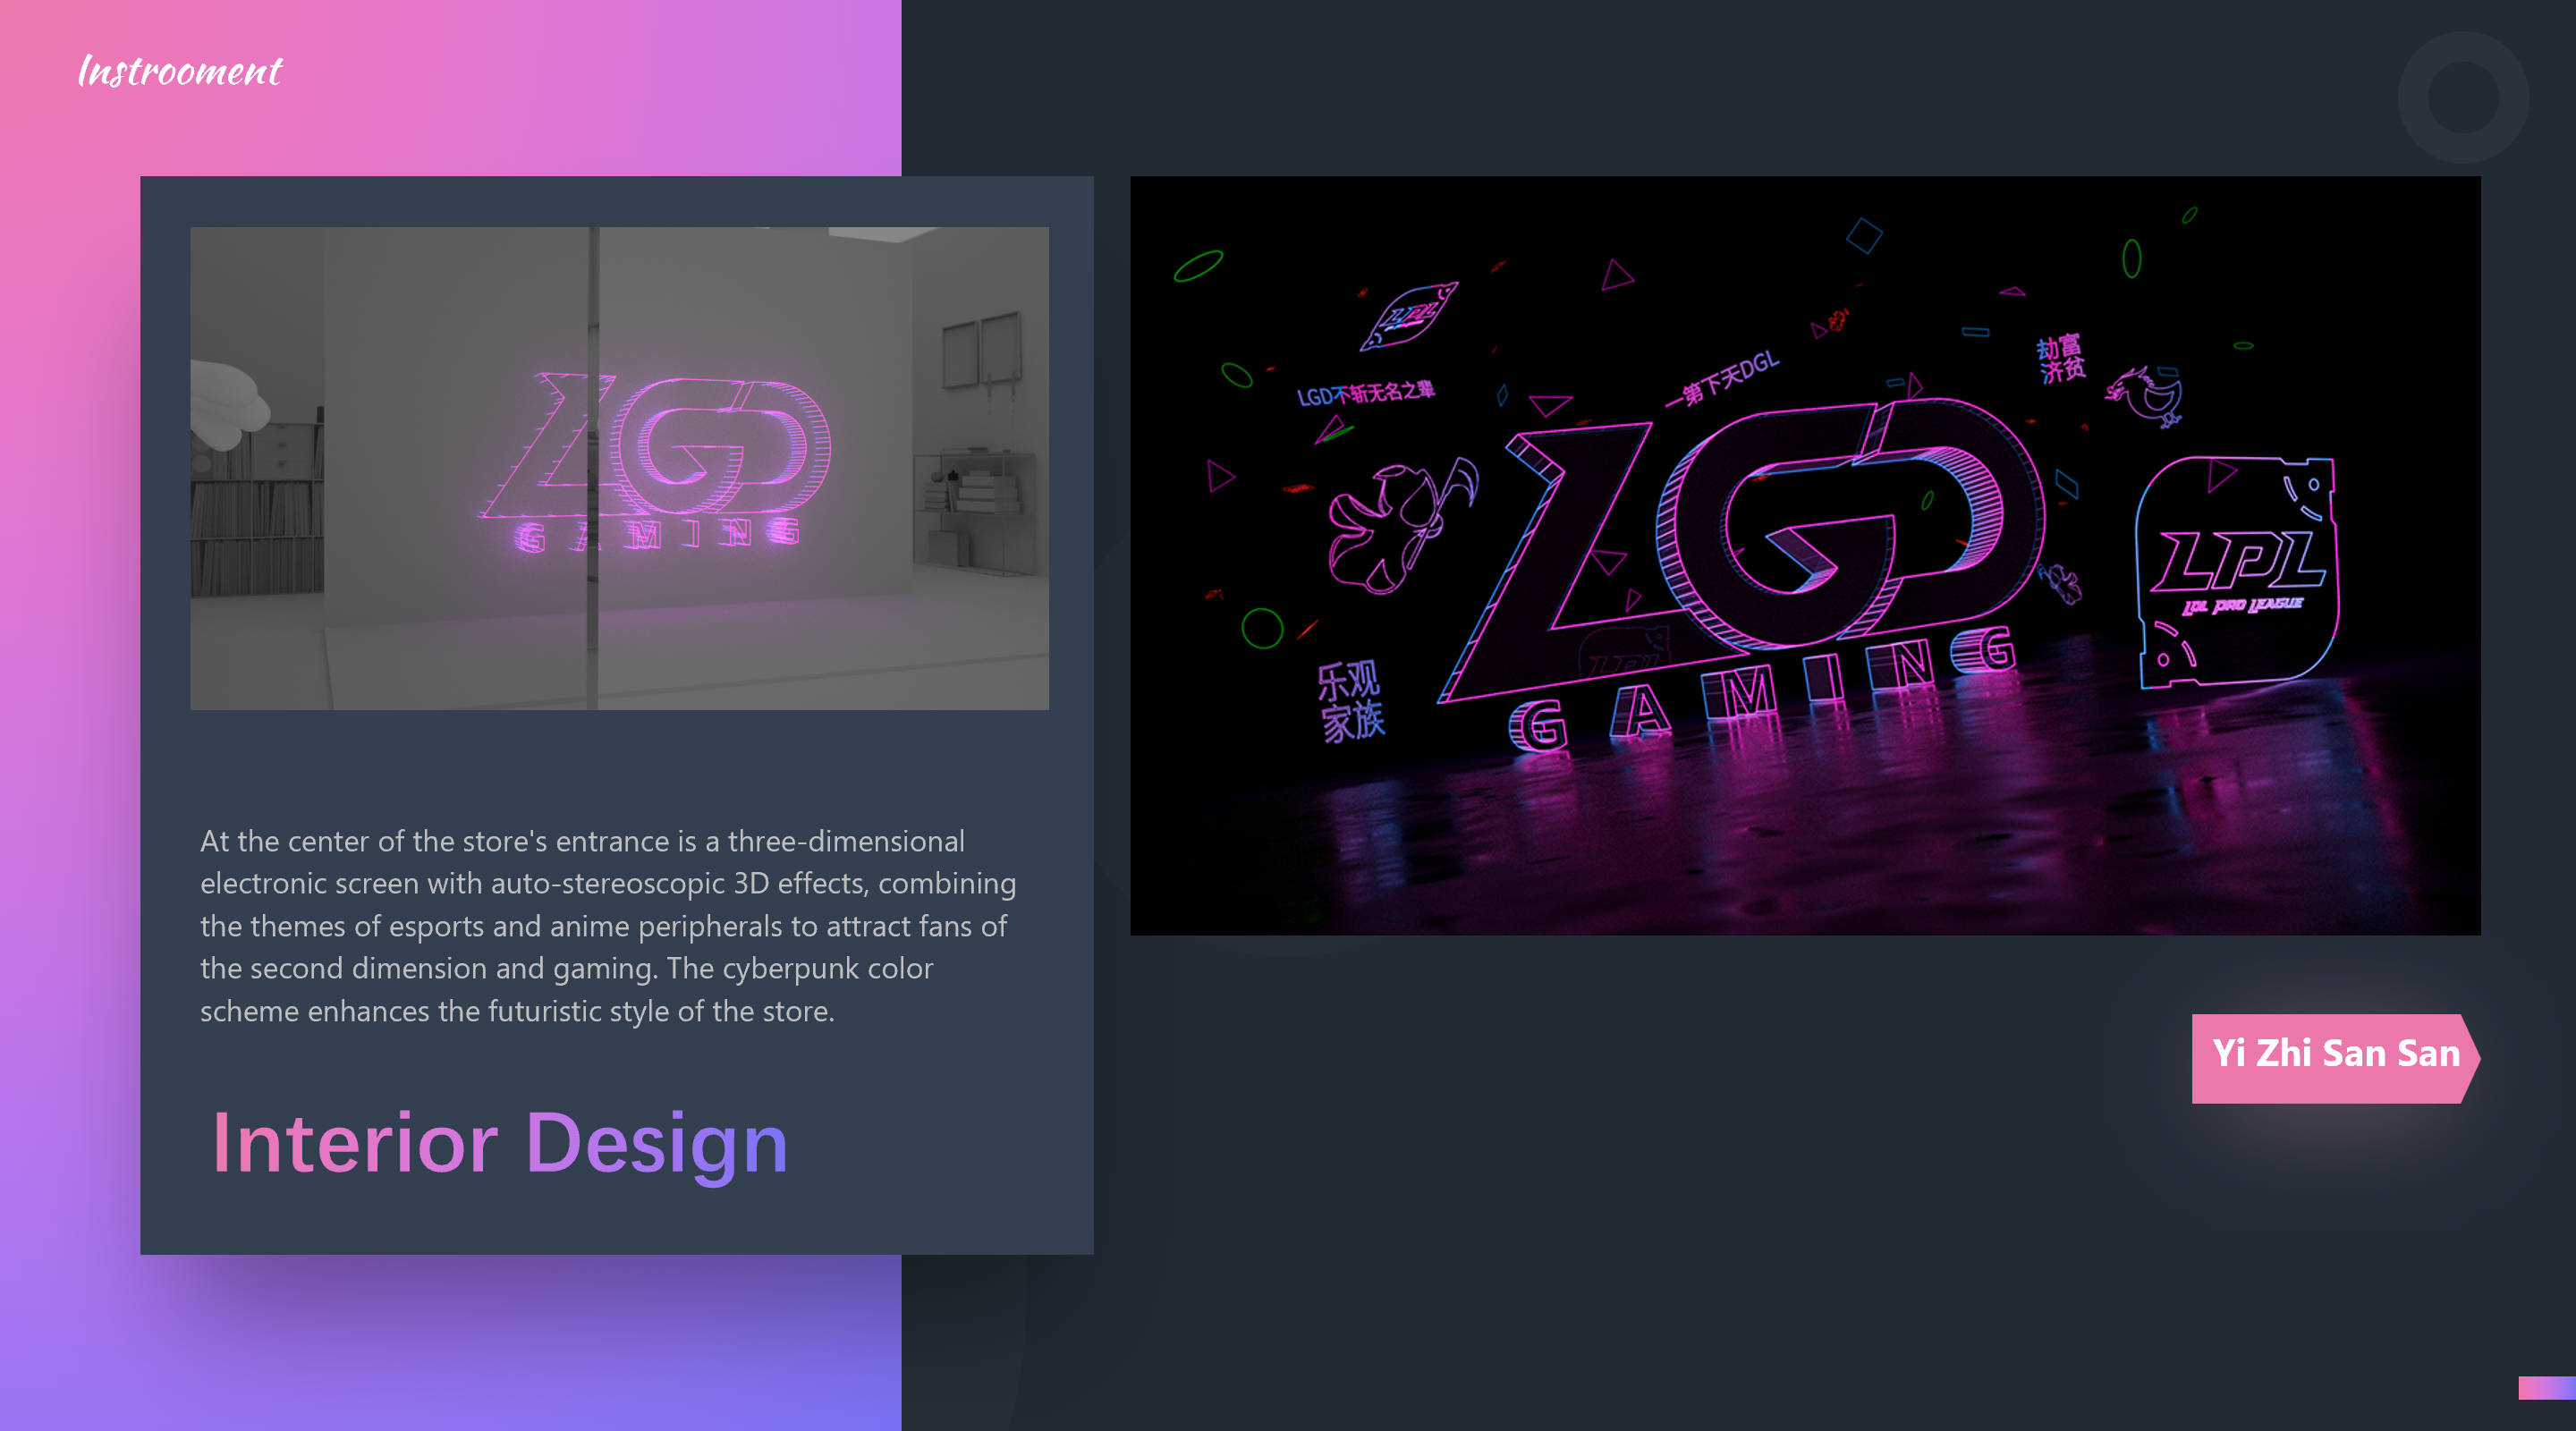 Instrooment
LGD
GAMING
At the center of the store's entrance is a three-dimensional
electronic screen with auto-stereoscopic 3D effects, combining
the themes of esports and anime peripherals to attract fans of
the second dimension and gaming. The cyberpunk color
scheme enhances the futuristic style of the store.
Interior Design
LPL
LGD不斩无名之辈
一第下天DGL
劫富
济贫
LGD
GAMING
LPL
LOL PRO LEAGUE
LPL
乐观
家族
Yi Zhi San San